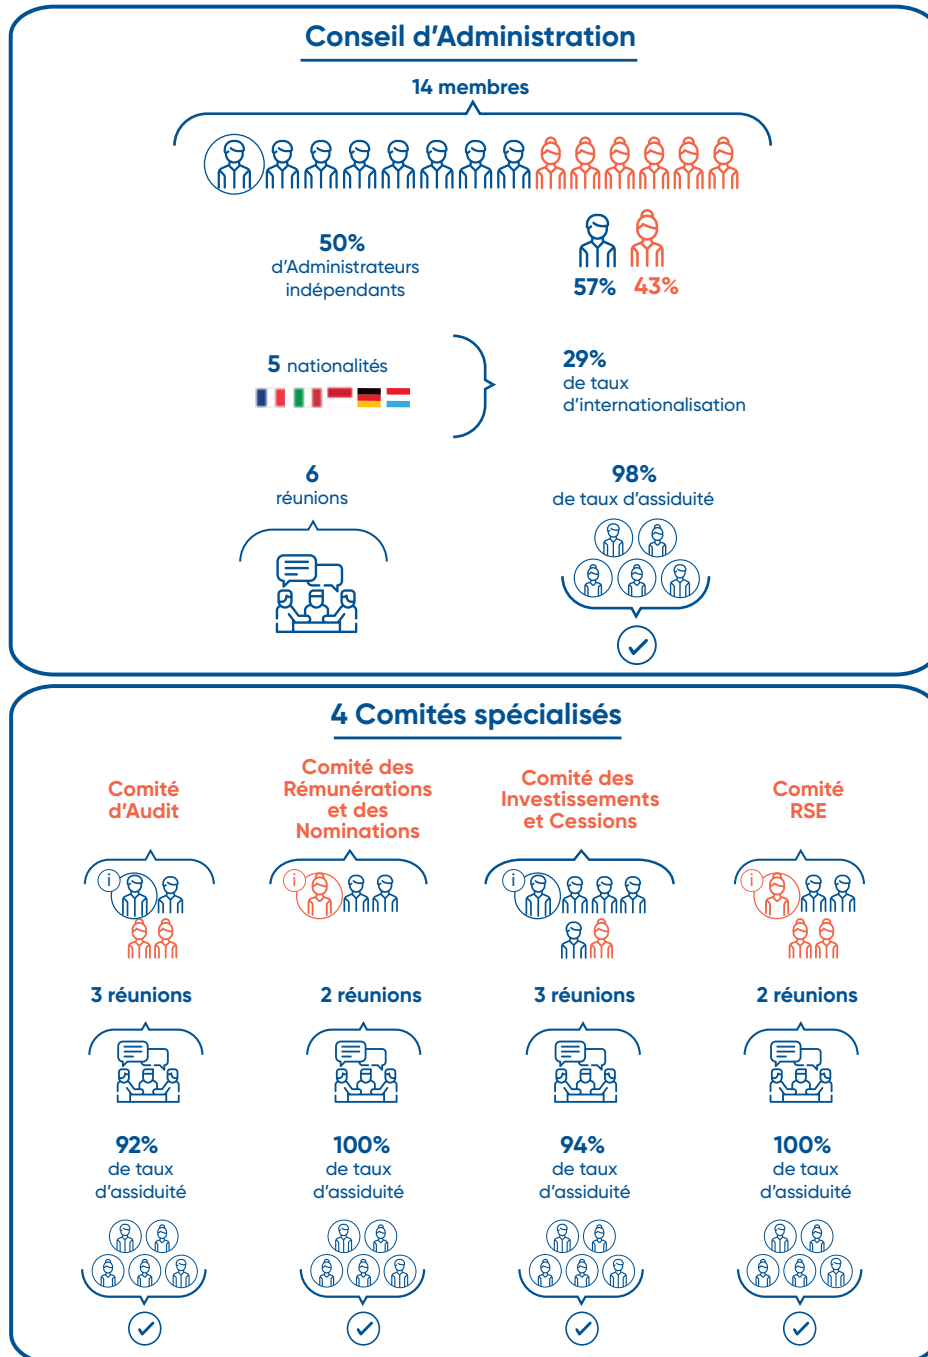 Conseil d'Administration
14 membres
50%
d'Administrateurs
indépendants
57% 43%
5 nationalités
29%
de taux
d'internationalisation
6
réunions
98%
de taux d'assiduité
4 Comités spécialisés
Comité
d'Audit
i
3 réunions
92%
de taux
d'assiduité
Comité des
Rémunérations
et des
Nominations
i
2 réunions
100%
de taux
d'assiduité
Comité des
Investissements
et Cessions
i
3 réunions
94%
de taux
d'assiduité
Comité
RSE
i
2 réunions
100%
de taux
d'assiduité